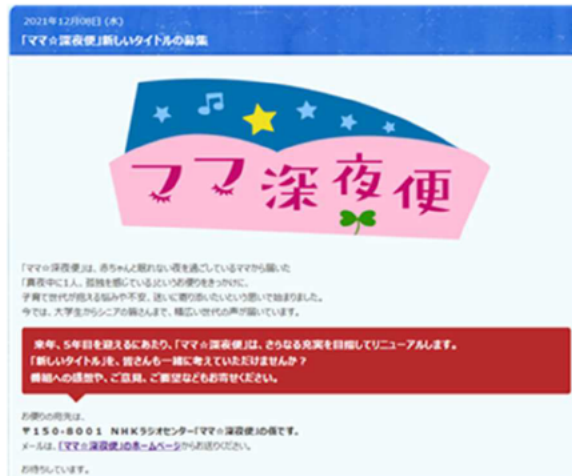 2021年12月08日 (水)
「ママ☆深夜便」新しいタイトルの募集
ママ深夜便
「ママ☆深夜便」は、赤ちゃんと眠れない夜を過ごしているママから届いた
「真夜中に1人、孤独を感じている」というお便りをきっかけに、
子育て世代が抱える悩みや不安、迷いに寄り添いたいという思いで始まりました。
今では、大学生からシニアの皆さんまで、幅広い世代の声が届いています。
来年、5年目を迎えるにあたり、「ママ☆深夜便」は、さらなる充実を目指してリニューアルします。
「新しいタイトル」を、皆さんも一緒に考えていただけませんか？
番組への感想や、ご意見、ご要望などもお寄せください。
お便りの宛先は、
〒150-8001 NHKラジオセンター「ママ☆深夜便」の係です。
メールは、「ママ☆深夜便」のホームページからお送りください。
お待ちしています。